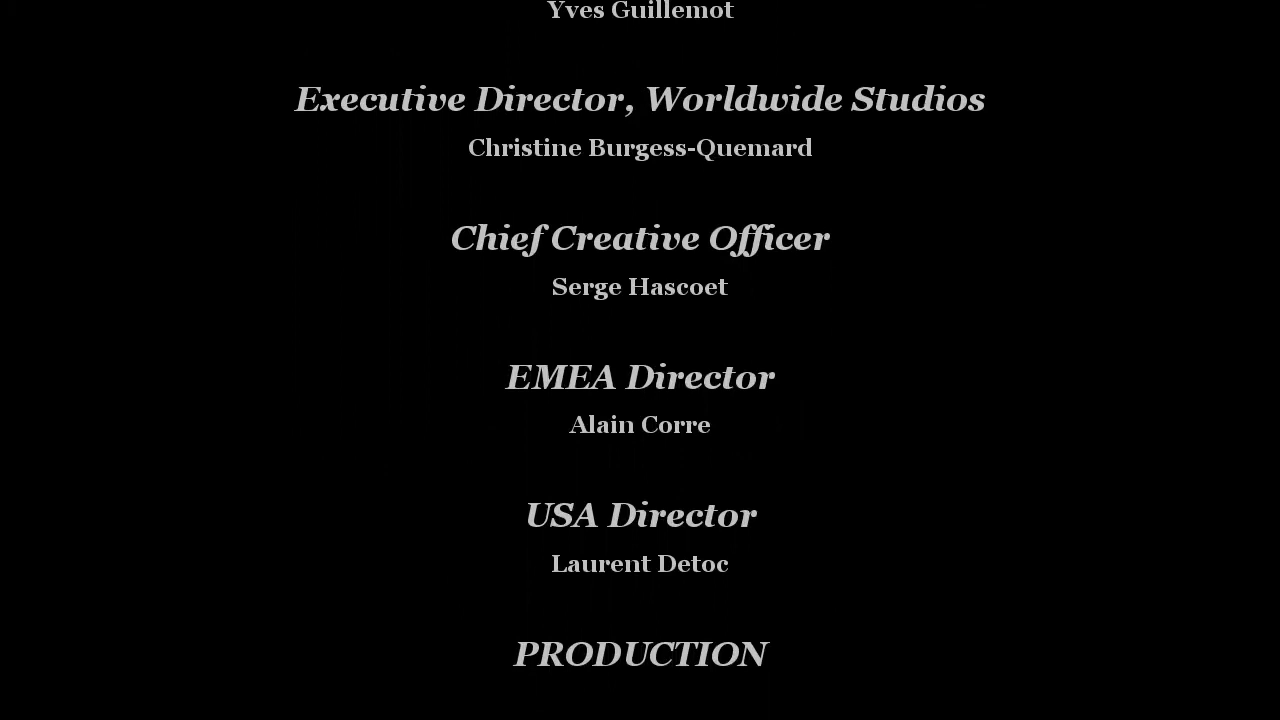 Yves Guillemot
Executive Director, Worldwide Studios
Christine Burgess-Quemard
Chief Creative Officer
Serge Hascoet
EMEA Director
Alain Corre
USA Director
Laurent Detoc
PRODUCTION